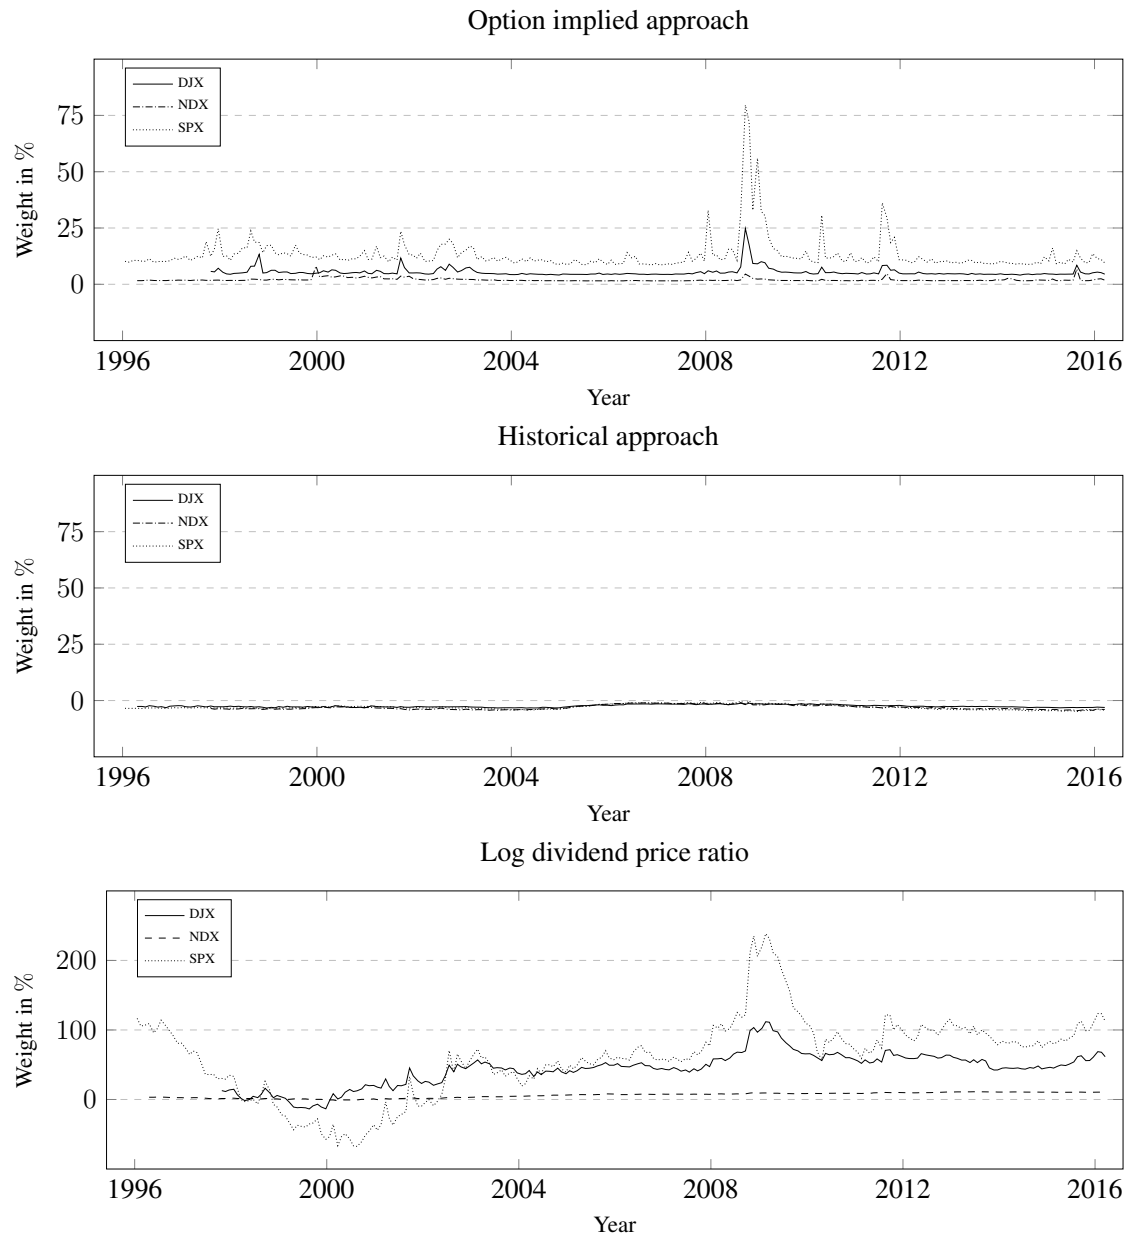 Option implied approach
DJX
NDX
SPX
Weight in %
75
50
25
0
1996 2000 2004 2008 2012 2016
Year
Historical approach
DJX
NDX
SPX
Weight in %
75
50
25
0
1996 2000 2004 2008 2012 2016
Year
Log dividend price ratio
DJX
NDX
SPX
Weight in %
200
100
0
1996 2000 2004 2008 2012 2016
Year